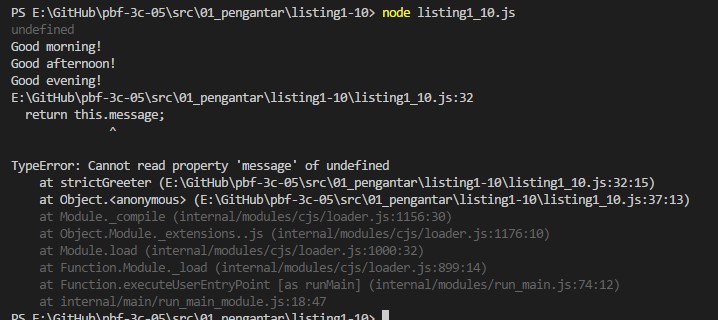 PS E:\GitHub\pbf-3c-05\src\01_pengantar\listing1-10> node listing1_10.js
undefined
Good morning!
Good afternoon!
Good evening!
E:\GitHub\pbf-3c-05\src\01_pengantar\listing1-10\listing1_10.js:32
  return this.message;
              ^

TypeError: Cannot read property 'message' of undefined
    at strictGreeter (E:\GitHub\pbf-3c-05\src\01_pengantar\listing1-10\listing1_10.js:32:15)
    at Object.<anonymous> (E:\GitHub\pbf-3c-05\src\01_pengantar\listing1-10\listing1_10.js:37:13)
    at Module._compile (internal/modules/cjs/loader.js:1156:30)
    at Object.Module._extensions..js (internal/modules/cjs/loader.js:1176:10)
    at Module.load (internal/modules/cjs/loader.js:1000:32)
    at Function.Module._load (internal/modules/cjs/loader.js:899:14)
    at Function.executeUserEntryPoint [as runMain] (internal/modules/run_main.js:74:12)
    at internal/main/run_main_module.js:18:47
PS E:\GitHub\pbf-3c-05\src\01_pengantar\listing1-10>